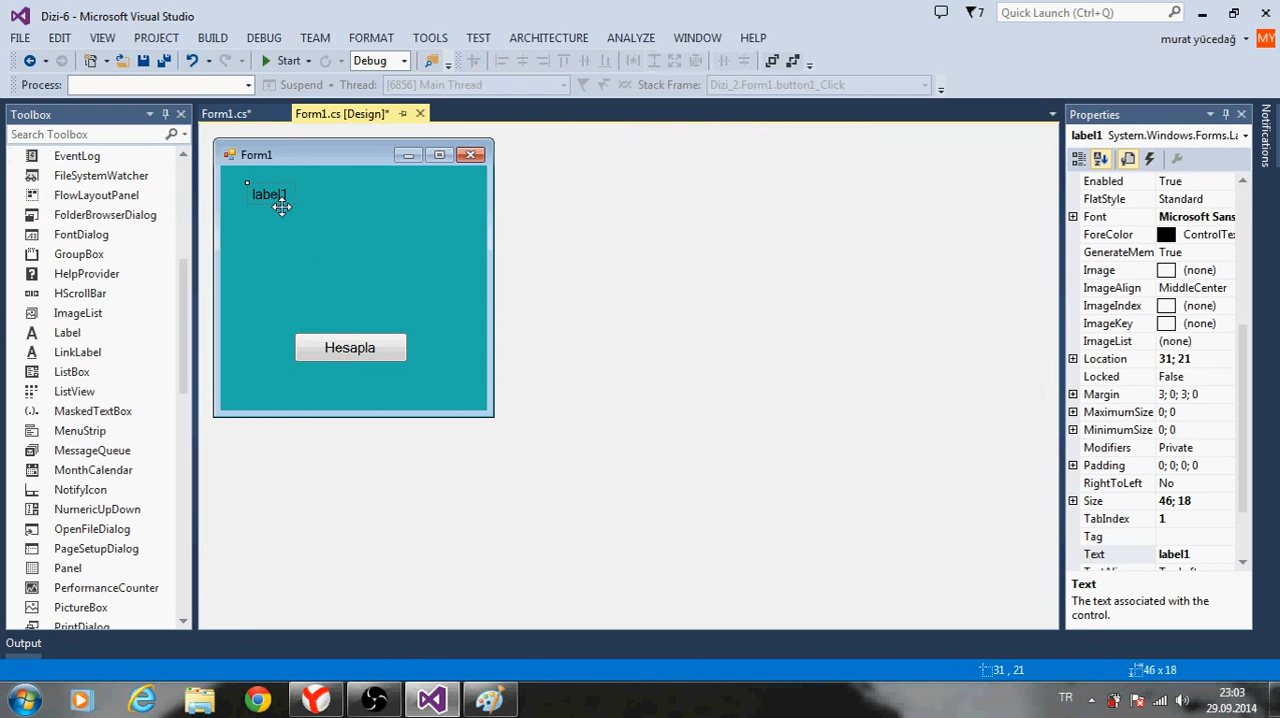 Dizi-6 - Microsoft Visual Studio
7
Quick Launch (Ctrl+Q)
FILE EDIT VIEW PROJECT BUILD DEBUG TEAM FORMAT TOOLS TEST ARCHITECTURE ANALYZE WINDOW HELP
murat yücedağ MY
Start Debug
Process: Suspend Thread: [6856] Main Thread Stack Frame: Dizi_2.Form1.button1_Click
Toolbox
Search Toolbox
EventLog
FileSystemWatcher
FlowLayoutPanel
FolderBrowserDialog
FontDialog
GroupBox
HelpProvider
HScrollBar
ImageList
Label
LinkLabel
ListBox
ListView
MaskedTextBox
MenuStrip
MessageQueue
MonthCalendar
NotifyIcon
NumericUpDown
OpenFileDialog
PageSetupDialog
Panel
PerformanceCounter
PictureBox
PrintDialog
Form1.cs* Form1.cs [Design]*
Form1
label1
Hesapla
Properties
label1 System.Windows.Forms.La
Enabled True
FlatStyle Standard
Font Microsoft Sans
ForeColor ControlTex
GenerateMem True
Image (none)
ImageAlign MiddleCenter
ImageIndex (none)
ImageKey (none)
ImageList (none)
Location 31; 21
Locked False
Margin 3; 0; 3; 0
MaximumSize 0; 0
MinimumSize 0; 0
Modifiers Private
Padding 0; 0; 0; 0
RightToLeft No
Size 46; 18
TabIndex 1
Tag
Text label1
Text
The text associated with the
control.
Notifications
Output
31 , 21 46 x 18
TR
23:03
29.09.2014